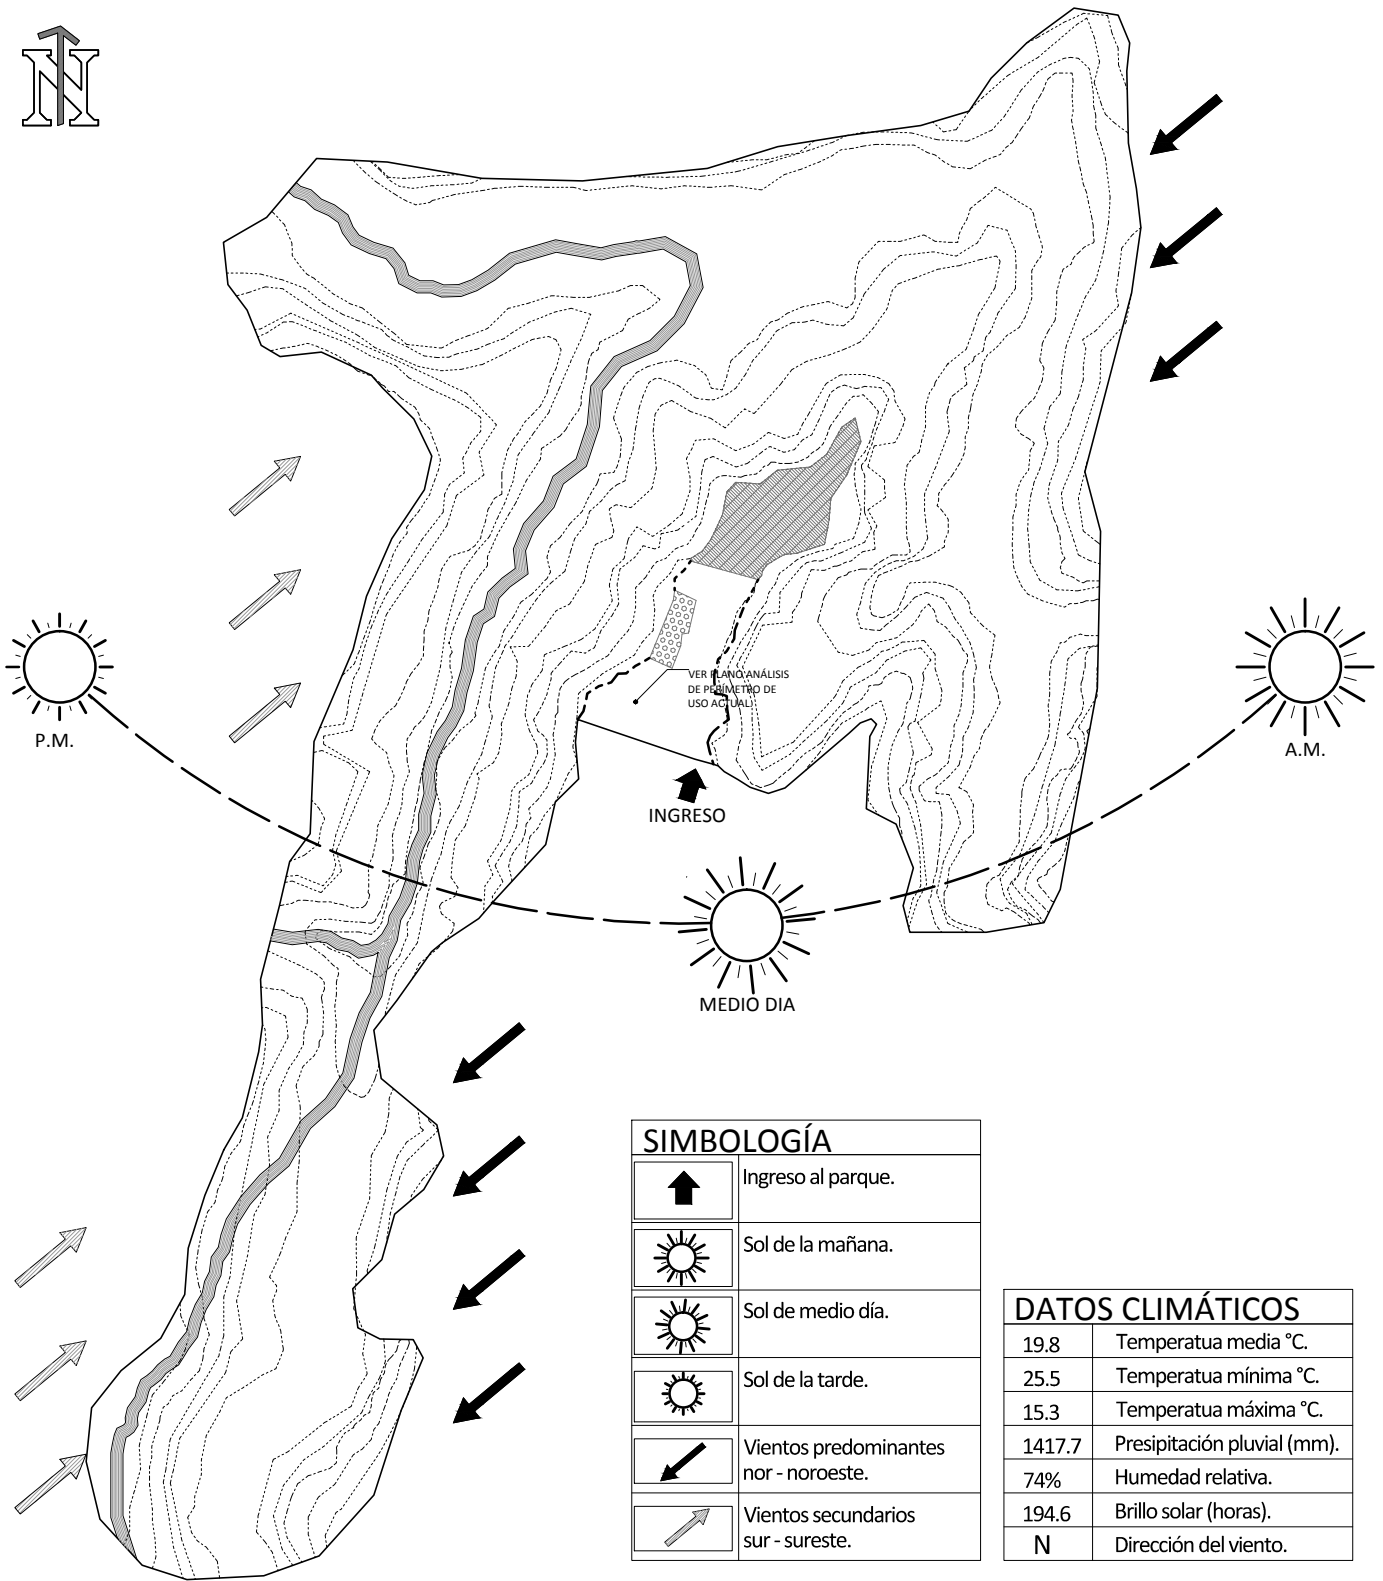 N
VER PLANO ANÁLISIS
DE PERÍMETRO DE
USO ACTUAL
P.M.
A.M.
INGRESO
MEDIO DIA
SIMBOLOGÍA
Ingreso al parque.
Sol de la mañana.
Sol de medio día.
Sol de la tarde.
Vientos predominantes
nor - noroeste.
Vientos secundarios
sur - sureste.
DATOS CLIMÁTICOS
19.8 Temperatua media °C.
25.5 Temperatua mínima °C.
15.3 Temperatua máxima °C.
1417.7 Presipitación pluvial (mm).
74% Humedad relativa.
194.6 Brillo solar (horas).
N Dirección del viento.